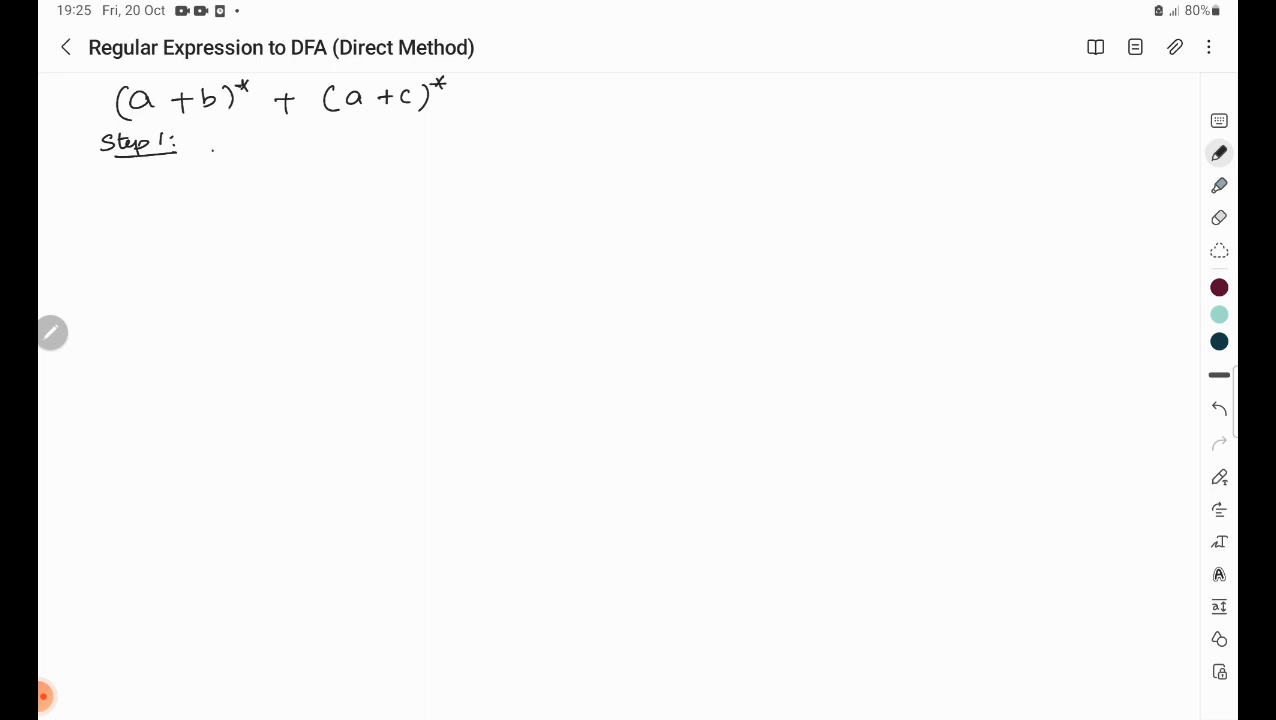 19:25 Fri, 20 Oct 80%
Regular Expression to DFA (Direct Method)
(a + b)* + (a + c)*
Step 1: